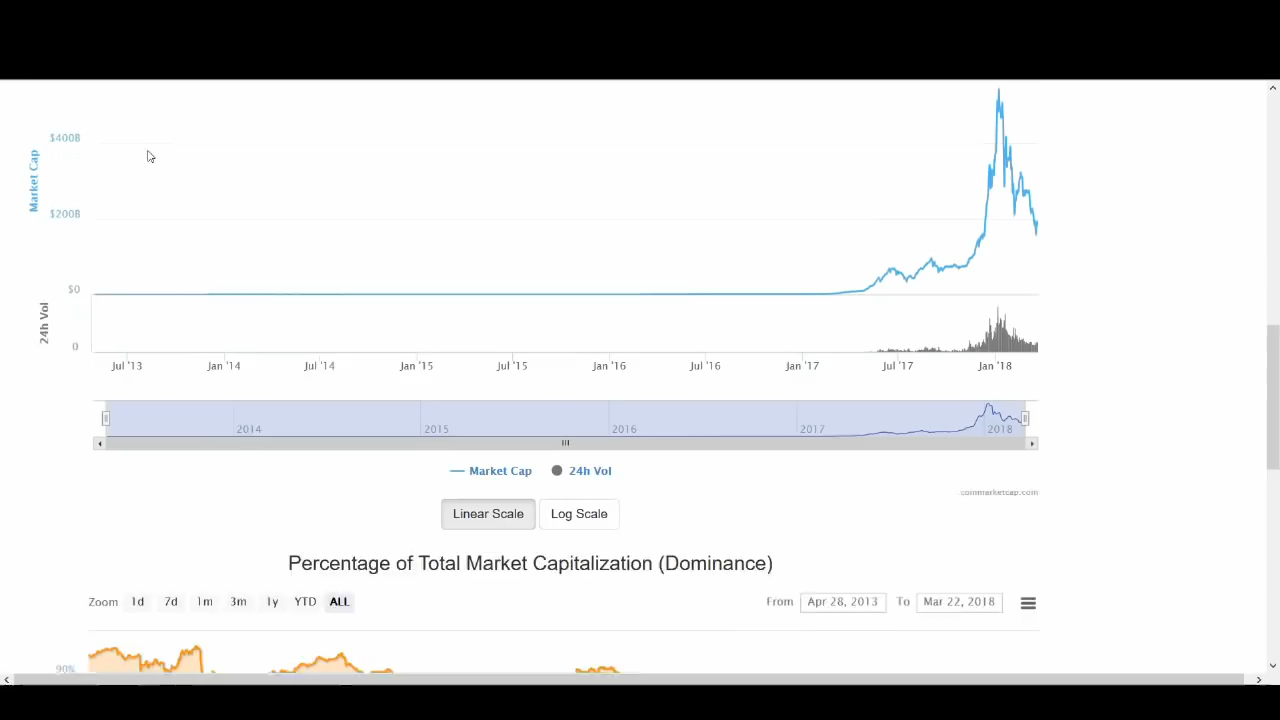 $400B
Market Cap
$200B
$0
24h Vol
0
Jul '13 Jan '14 Jul '14 Jan '15 Jul '15 Jan '16 Jul '16 Jan '17 Jul '17 Jan '18
2014 2015 2016 2017 2018
Market Cap 24h Vol
coinmarketcap.com
Linear Scale Log Scale
Percentage of Total Market Capitalization (Dominance)
Zoom 1d 7d 1m 3m 1y YTD ALL From Apr 28, 2013 To Mar 22, 2018
90%